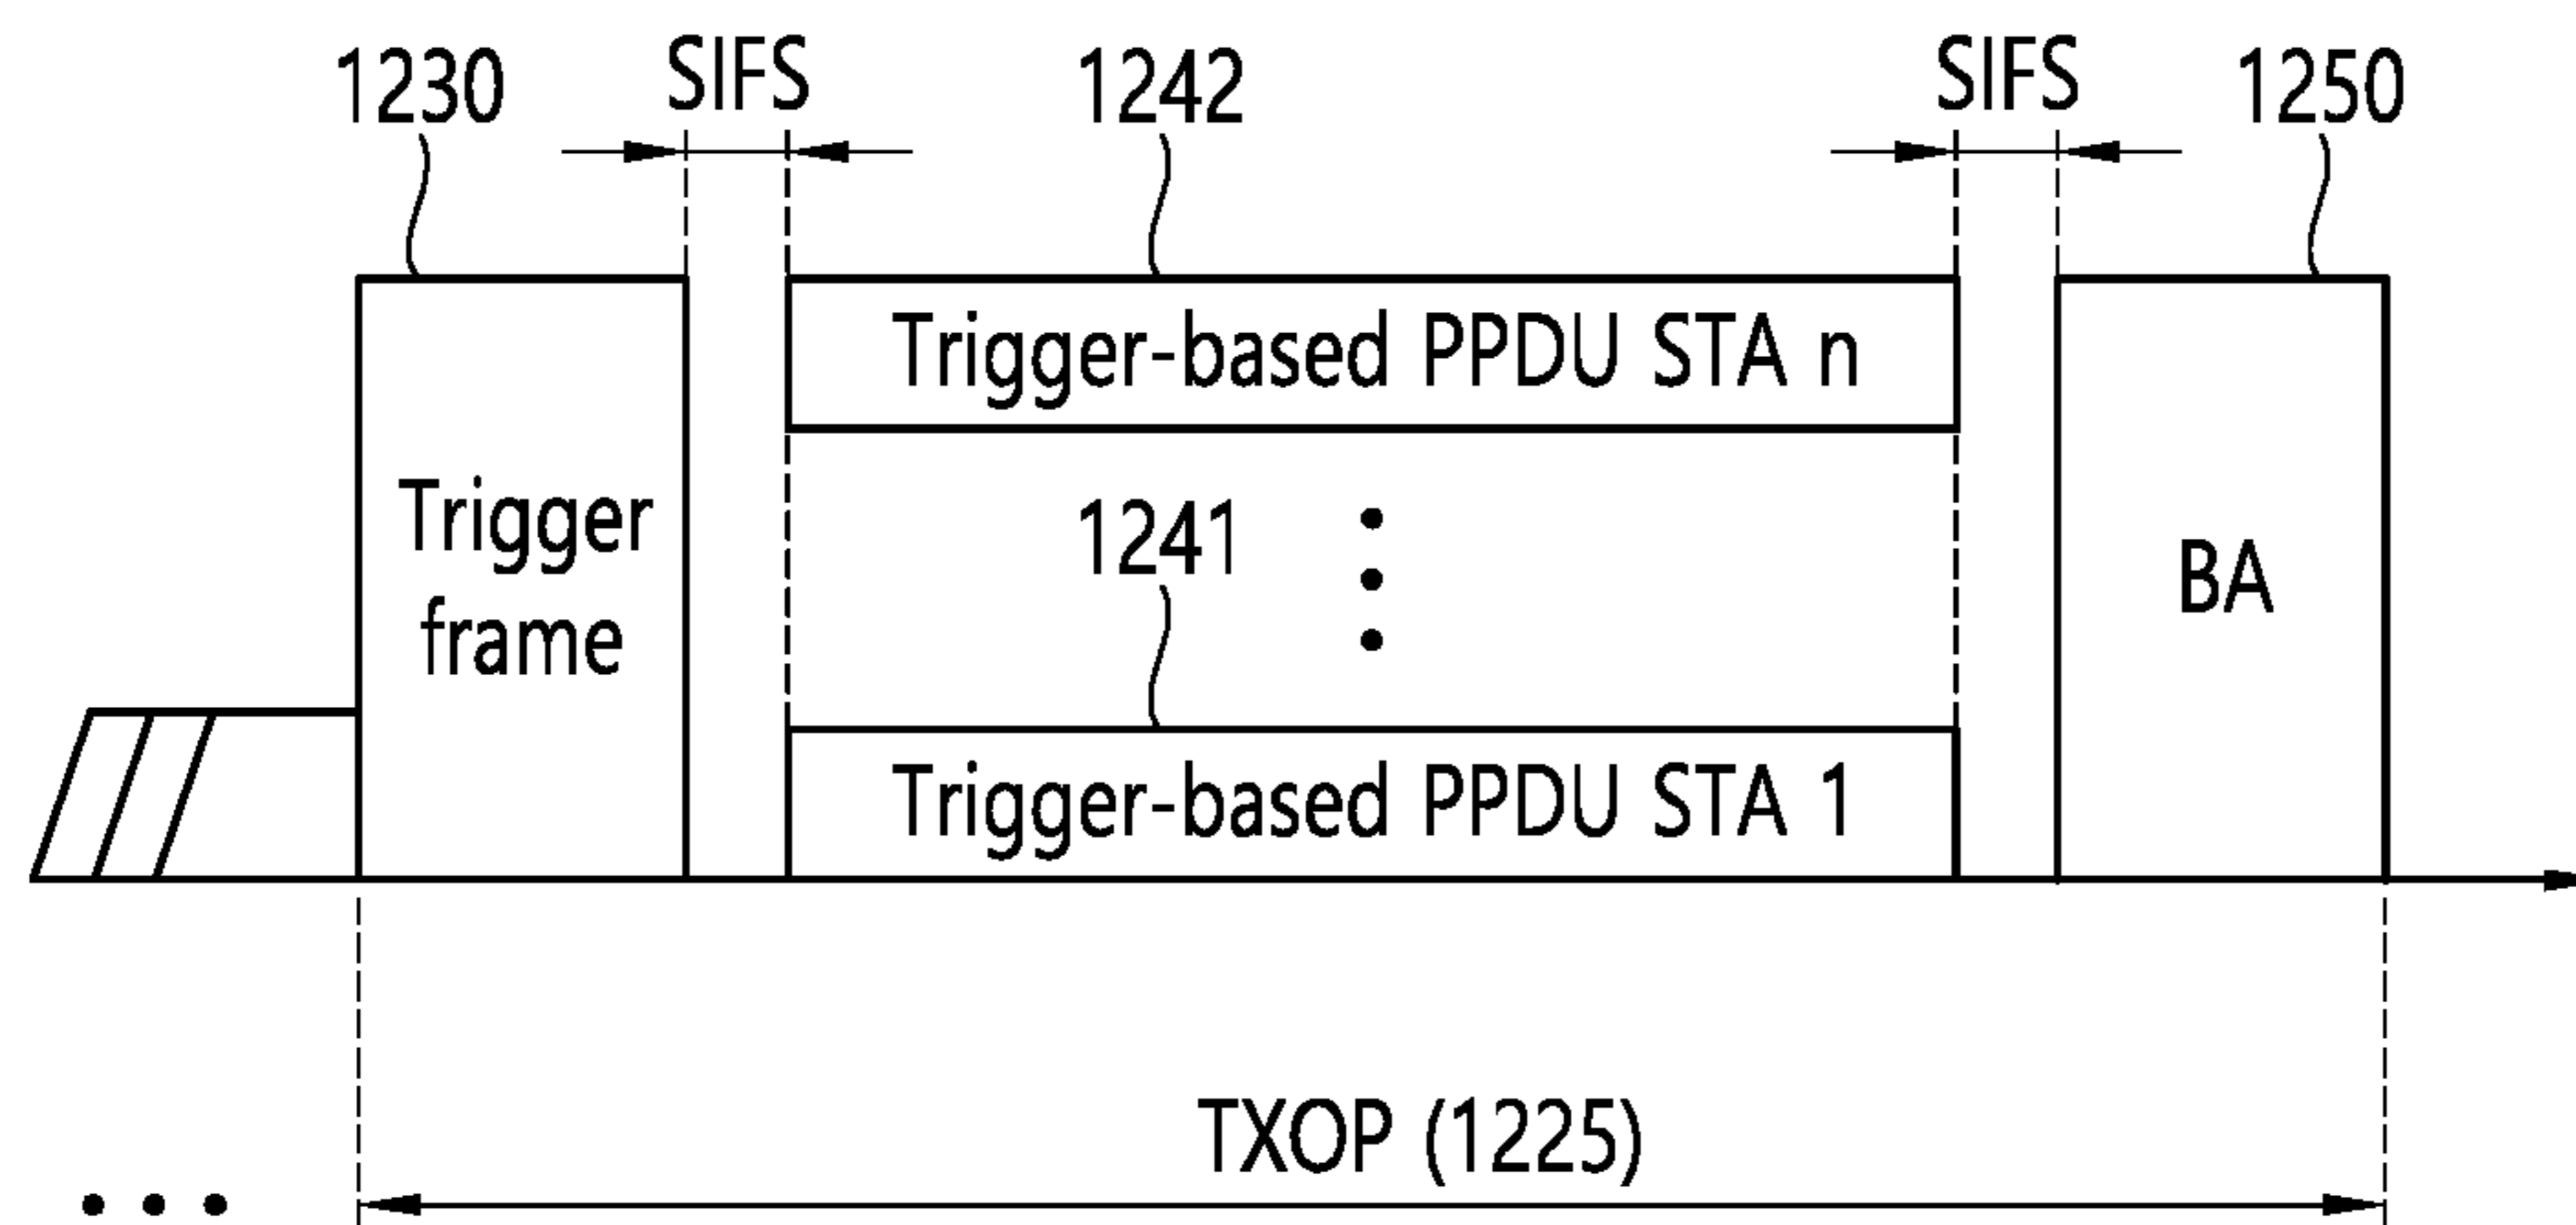 1230
SIFS
1242
SIFS
1250
Trigger-based PPDU STA n
Trigger
frame
1241
BA
Trigger-based PPDU STA 1
TXOP (1225)